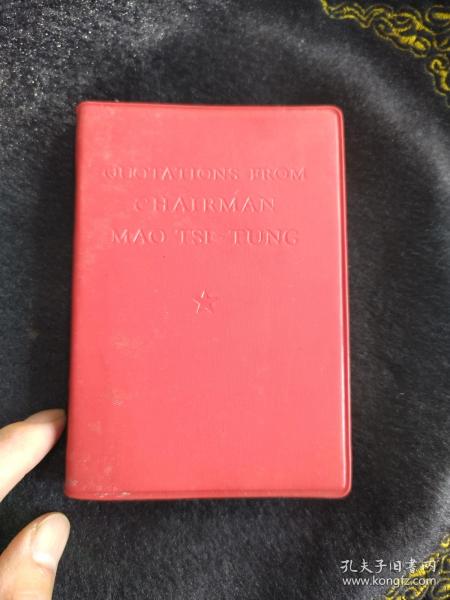 QUOTATIONS FROM
CHAIRMAN
MAO TSE-TUNG
孔夫子旧书网
www.kongfz.com